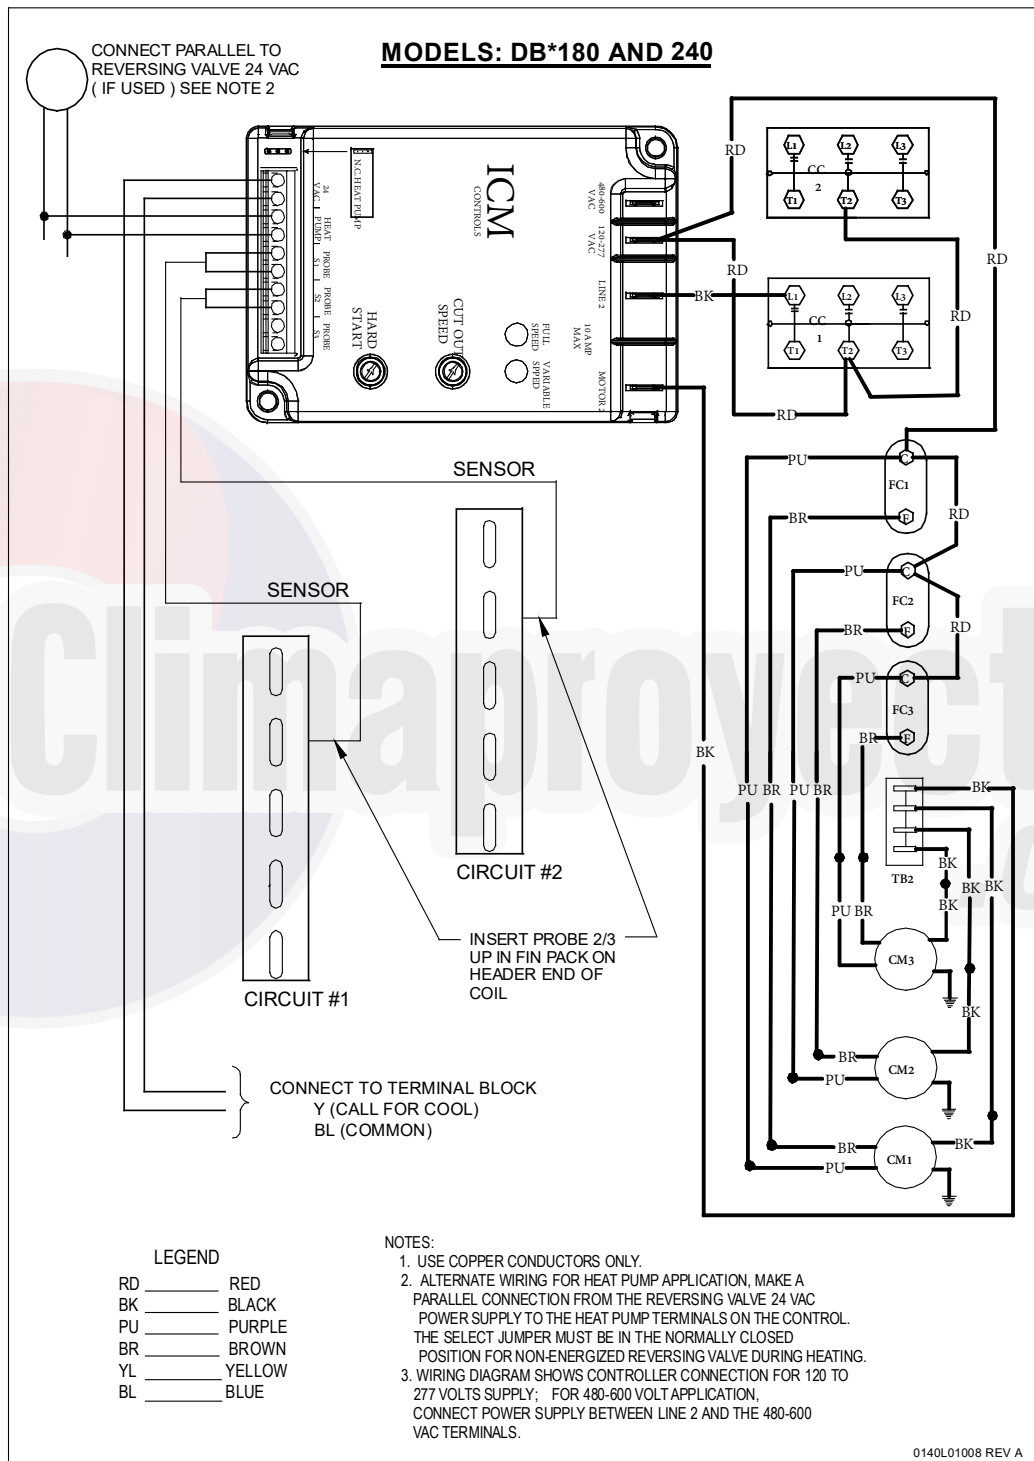 CONNECT PARALLEL TO
REVERSING VALVE 24 VAC
( IF USED ) SEE NOTE 2
MODELS: DB*180 AND 240
N.C.HEAT PUMP
24
VAC
HEAT
PUMP
PROBE
S1
PROBE
S2
PROBE
S3
ICM
CONTROLS
HARD
START
CUT OUT
SPEED
FULL
SPEED
VARIABLE
SPPED
480-600
VAC
120-277
VAC
LINE 2
10 AMP
MAX
MOTOR 2
RD
RD
RD
BK
RD
RD
L1
L2
L3
CC
2
T1
T2
T3
L1
L2
L3
CC
1
T1
T2
T3
PU
C
FC1
BR
F
RD
PU
C
FC2
BR
F
RD
PU
C
FC3
BR
F
SENSOR
SENSOR
Climaproyect
BK
PU BR
PU BR
BK
TB2
BK
BK BK
BK
PU BR
CM3
BK
BR
CM2
PU
BK
BR
CM1
PU
CIRCUIT #2
CIRCUIT #1
INSERT PROBE 2/3
UP IN FIN PACK ON
HEADER END OF
COIL
CONNECT TO TERMINAL BLOCK
Y (CALL FOR COOL)
BL (COMMON)
LEGEND
RD ________ RED
BK ________ BLACK
PU ________ PURPLE
BR ________ BROWN
YL ________ YELLOW
BL ________ BLUE
NOTES:
1. USE COPPER CONDUCTORS ONLY.
2. ALTERNATE WIRING FOR HEAT PUMP APPLICATION, MAKE A
PARALLEL CONNECTION FROM THE REVERSING VALVE 24 VAC
POWER SUPPLY TO THE HEAT PUMP TERMINALS ON THE CONTROL.
THE SELECT JUMPER MUST BE IN THE NORMALLY CLOSED
POSITION FOR NON-ENERGIZED REVERSING VALVE DURING HEATING.
3. WIRING DIAGRAM SHOWS CONTROLLER CONNECTION FOR 120 TO
277 VOLTS SUPPLY; FOR 480-600 VOLT APPLICATION,
CONNECT POWER SUPPLY BETWEEN LINE 2 AND THE 480-600
VAC TERMINALS.
0140L01008 REV A